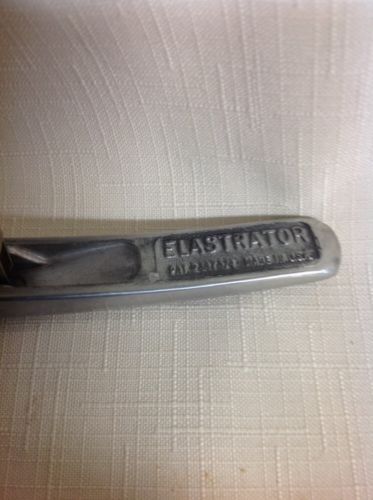 ELASTRATOR
PAT. MADE IN U.S.A.